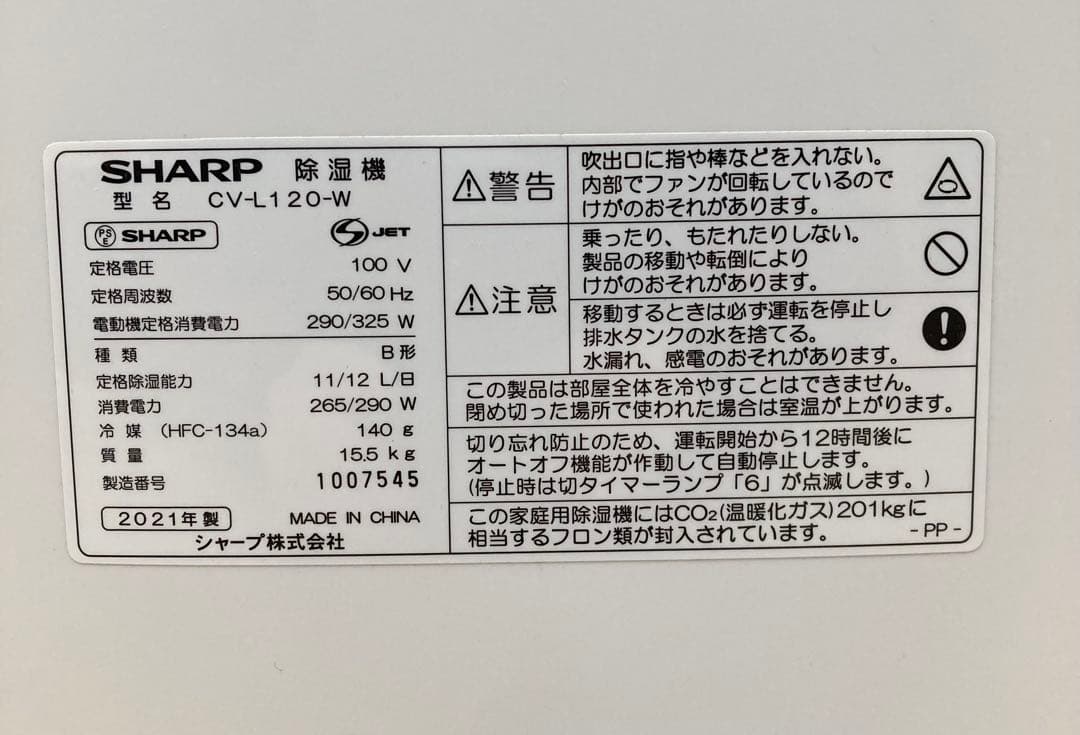 SHARP 除湿機
型名 CV-L120-W
PSE SHARP S JET
定格電圧 100 V
定格周波数 50/60 Hz
電動機定格消費電力 290/325 W
種類 B形
定格除湿能力 11/12 L/日
消費電力 265/290 W
冷媒 (HFC-134a) 140 g
質量 15.5 kg
製造番号 1007545
2021年製 MADE IN CHINA
シャープ株式会社
警告
吹出口に指や棒などを入れない。
内部でファンが回転しているので
けがのおそれがあります。
注意
乗ったり、もたれたりしない。
製品の移動や転倒により
けがのおそれがあります。
移動するときは必ず運転を停止し
排水タンクの水を捨てる。
水漏れ、感電のおそれがあります。
この製品は部屋全体を冷やすことはできません。
閉め切った場所で使われた場合は室温が上がります。
切り忘れ防止のため、運転開始から12時間後に
オートオフ機能が作動して自動停止します。
(停止時は切タイマーランプ「6」が点滅します。)
この家庭用除湿機にはCO₂(温暖化ガス)201kgに
相当するフロン類が封入されています。 -PP-